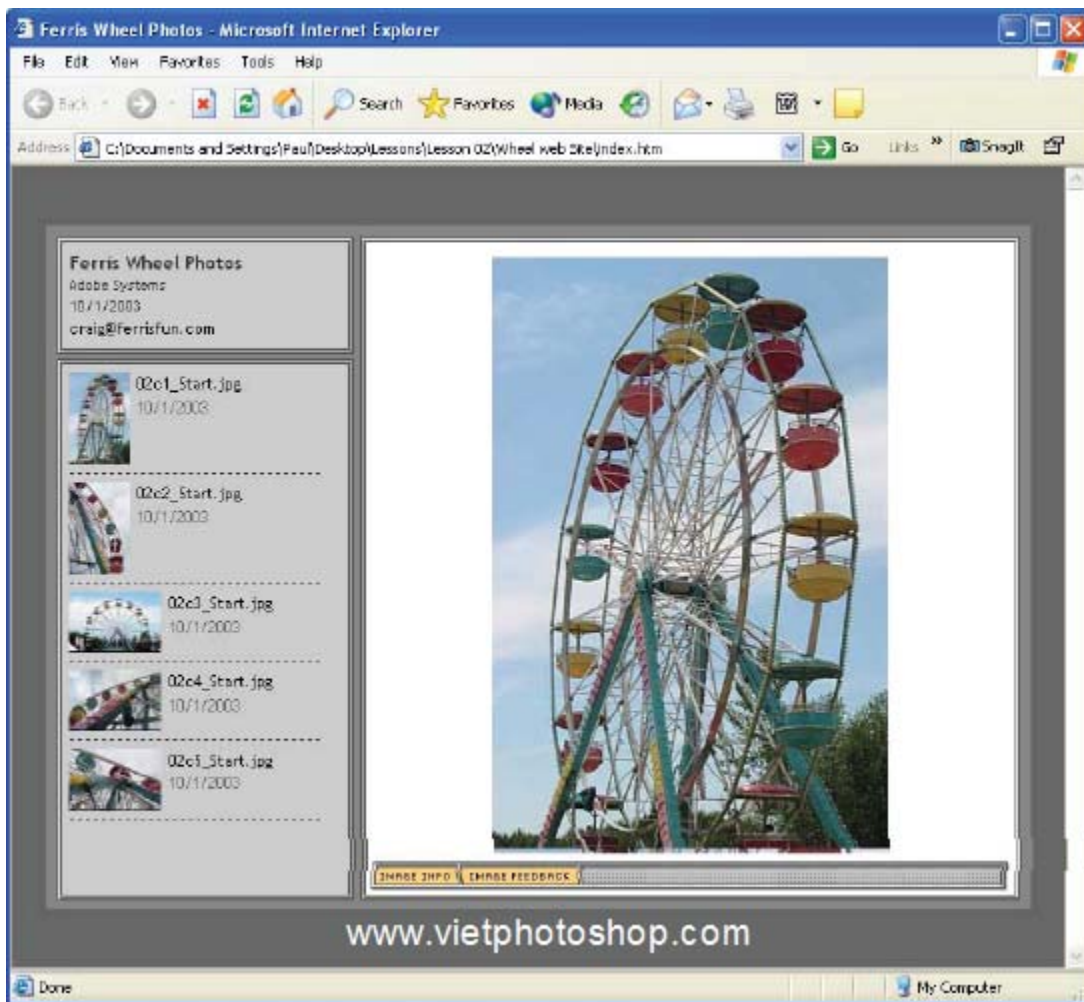 Ferris Wheel Photos - Microsoft Internet Explorer
File Edit View Favorites Tools Help
Back Search Favorites Media
Address C:\Documents and Settings\Paul\Desktop\Lessons\Lesson 02\Wheel web Site\index.htm Go Links » SnagIt
Ferris Wheel Photos
Adobe Systems
10/1/2003
craig@ferrisfun.com
02c1_Start.jpg
10/1/2003
02c2_Start.jpg
10/1/2003
02c3_Start.jpg
10/1/2003
02c4_Start.jpg
10/1/2003
02c5_Start.jpg
10/1/2003
IMAGE INFO IMAGE FEEDBACK
www.vietphotoshop.com
Done My Computer